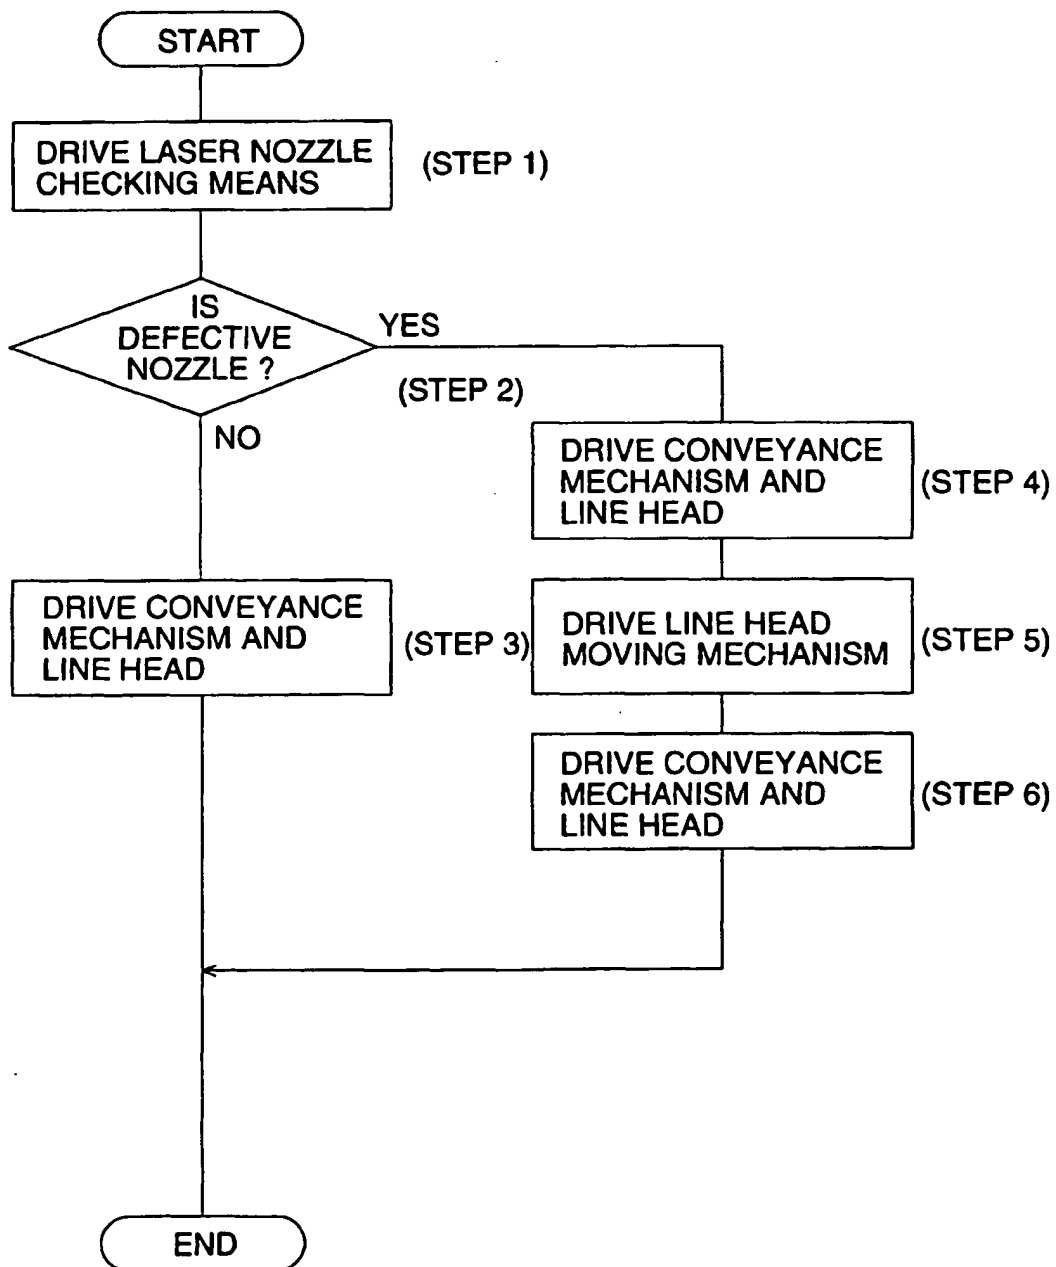 START
DRIVE LASER NOZZLE
CHECKING MEANS
(STEP 1)
IS
DEFECTIVE
NOZZLE ?
YES
(STEP 2)
NO
DRIVE CONVEYANCE
MECHANISM AND
LINE HEAD
(STEP 3)
DRIVE CONVEYANCE
MECHANISM AND
LINE HEAD
(STEP 4)
DRIVE LINE HEAD
MOVING MECHANISM
(STEP 5)
DRIVE CONVEYANCE
MECHANISM AND
LINE HEAD
(STEP 6)
END